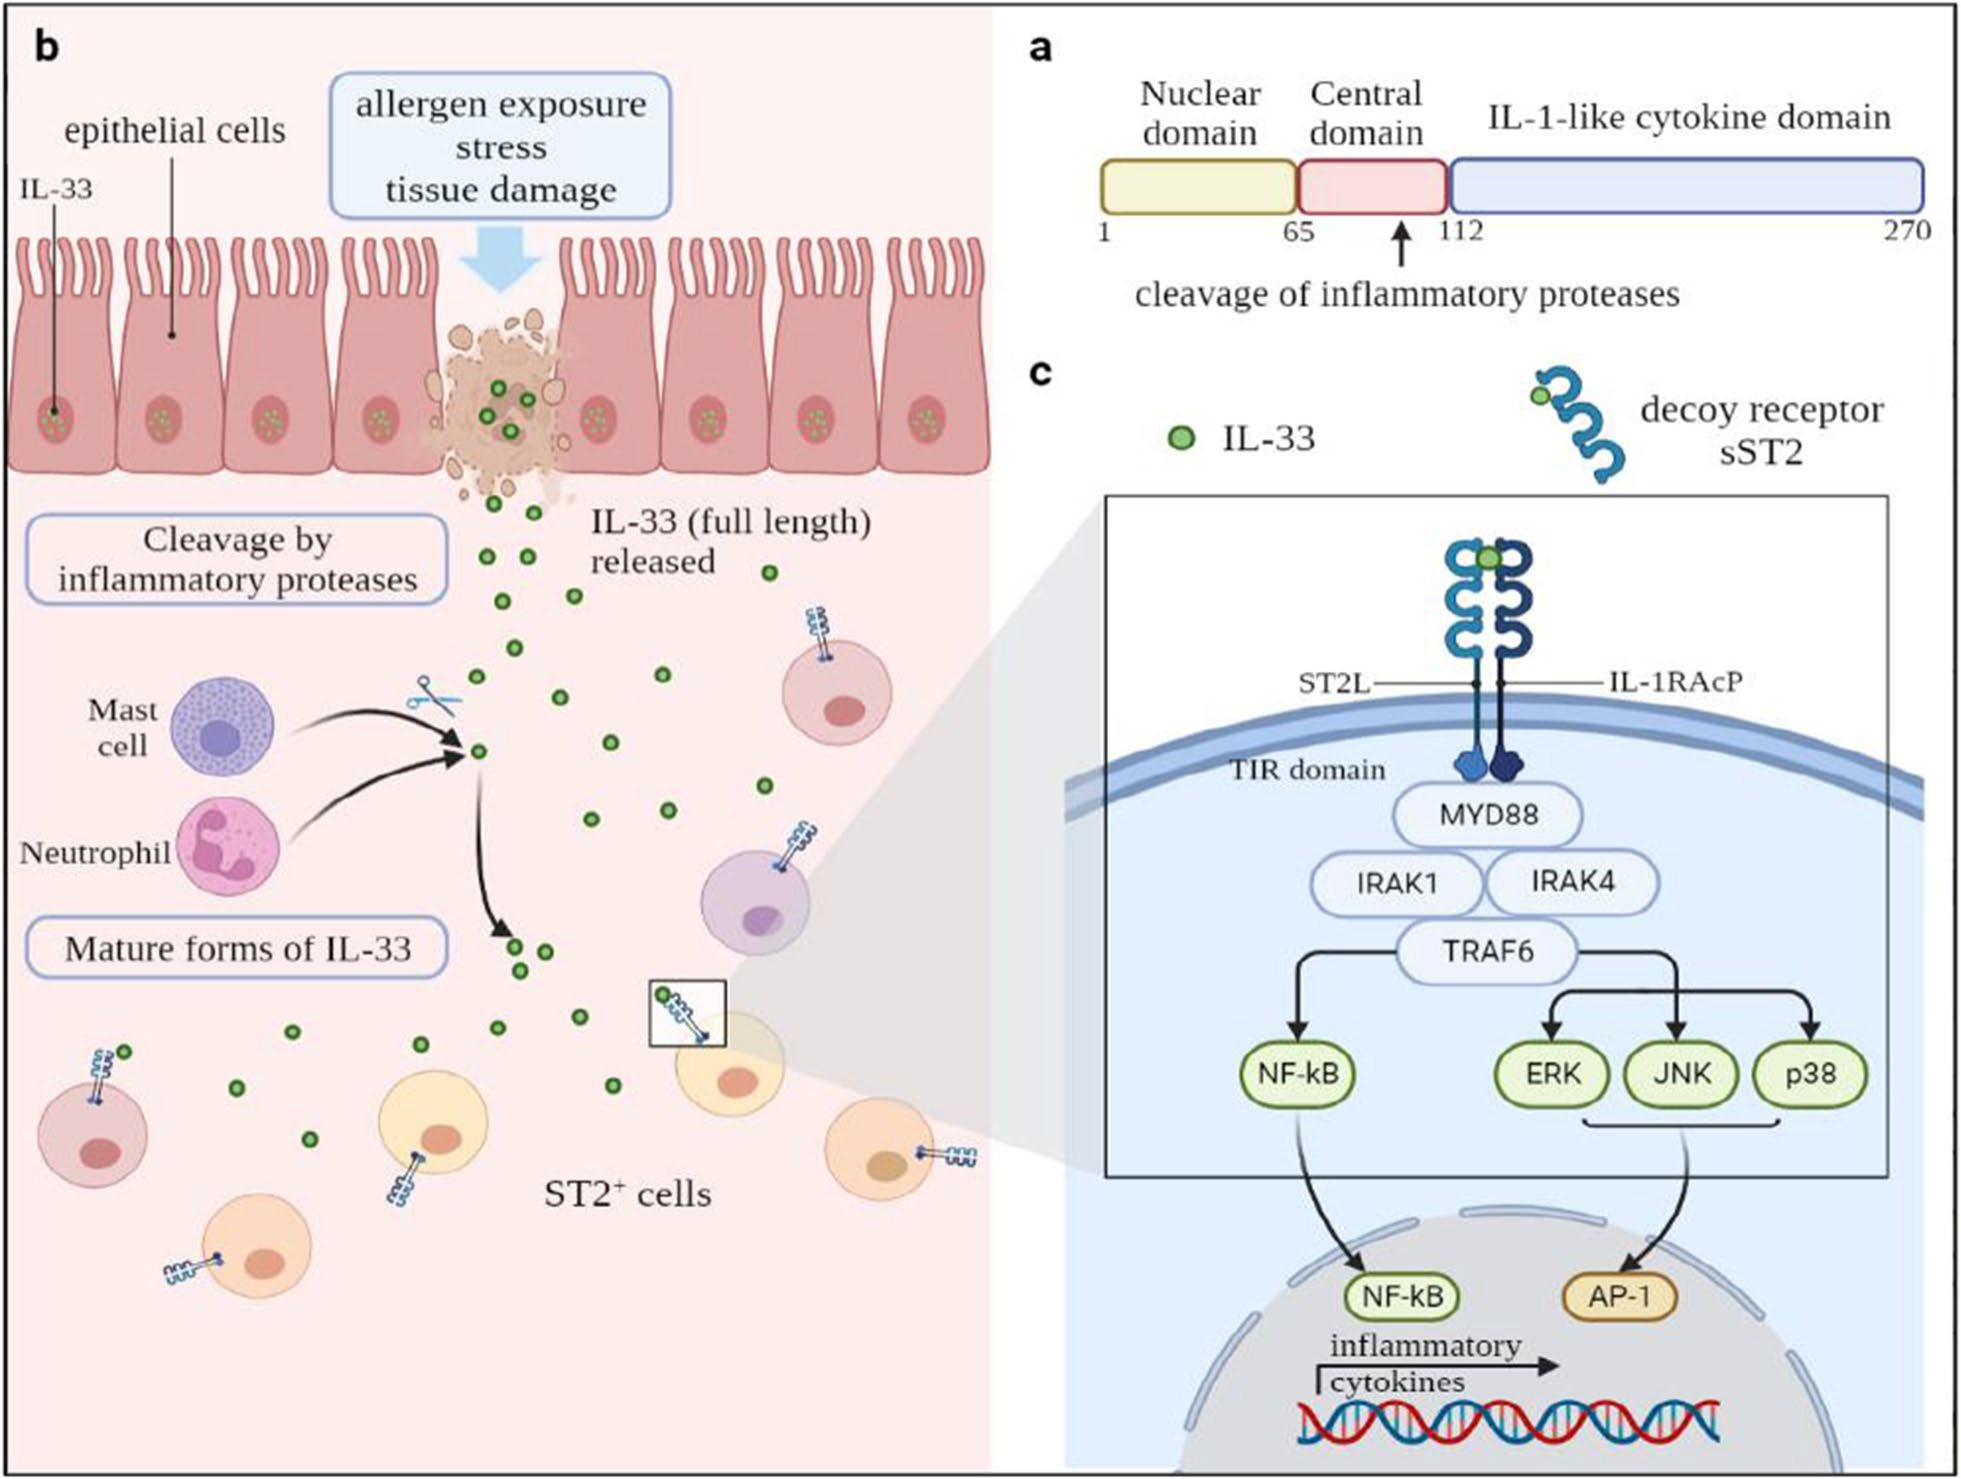 b
allergen exposure
stress
tissue damage
epithelial cells
IL-33
Cleavage by
inflammatory proteases
IL-33 (full length)
released
Mast
cell
Neutrophil
Mature forms of IL-33
ST2+ cells
a
Nuclear
domain
Central
domain
IL-1-like cytokine domain
1
65
112
270
cleavage of inflammatory proteases
c
IL-33
decoy receptor
sST2
ST2L
IL-1RAcP
TIR domain
MYD88
IRAK1
IRAK4
TRAF6
NF-kB
ERK
JNK
p38
NF-kB
AP-1
inflammatory
cytokines